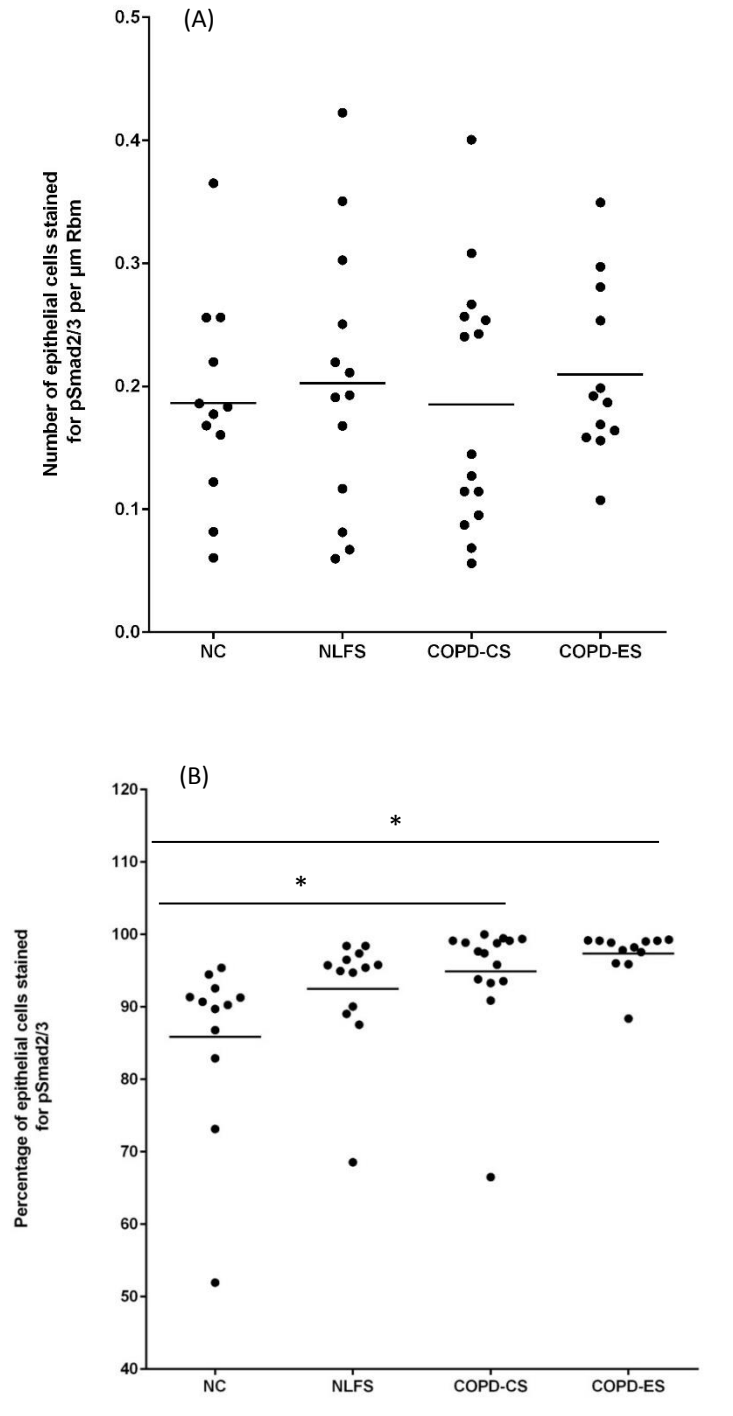 (A)
0.5
0.4
0.3
0.2
0.1
0.0
Number of epithelial cells stained
for pSmad2/3 per µm Rbm
NC NLFS COPD-CS COPD-ES
(B)
120
110
100
90
80
70
60
50
40
*
*
Percentage of epithelial cells stained
for pSmad2/3
NC NLFS COPD-CS COPD-ES